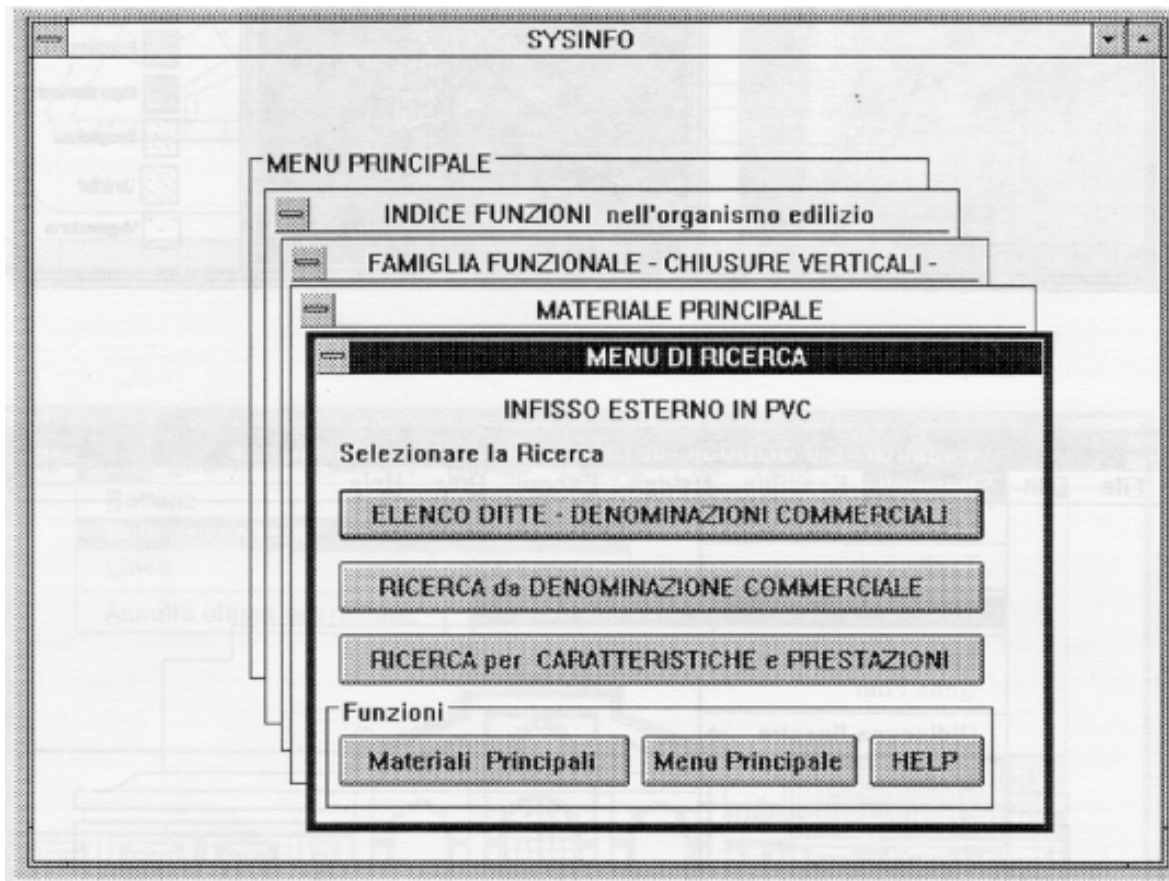 SYSINFO
MENU PRINCIPALE
INDICE FUNZIONI nell'organismo edilizio
FAMIGLIA FUNZIONALE - CHIUSURE VERTICALI -
MATERIALE PRINCIPALE
MENU DI RICERCA
INFISSO ESTERNO IN PVC
Selezionare la Ricerca
ELENCO DITTE - DENOMINAZIONI COMMERCIALI
RICERCA da DENOMINAZIONE COMMERCIALE
RICERCA per CARATTERISTICHE e PRESTAZIONI
Funzioni
Materiali Principali Menu Principale HELP